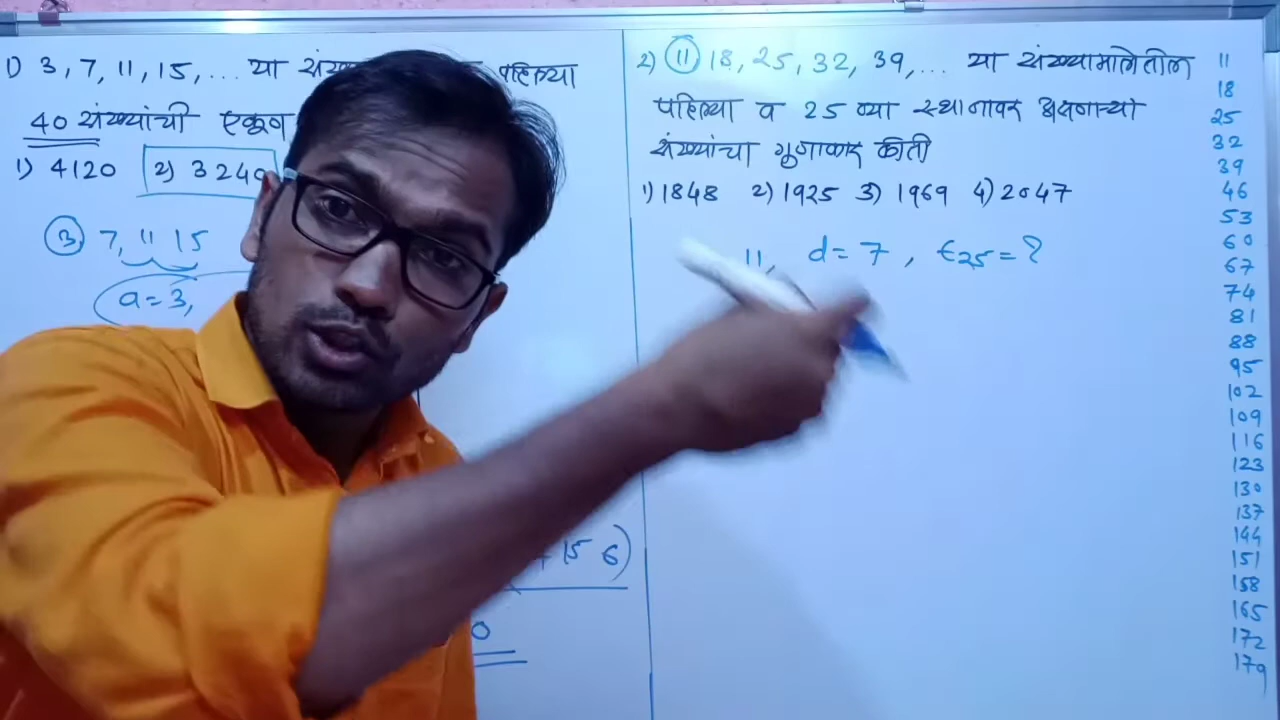 1) 3, 7, 11, 15, ... या पहिल्या
40 संख्यांची एकूण
1) 4120 2) 3240
3, 7, 11 15
a=3,
15 6)
0
2) 11 18, 25, 32, 39, ... या संख्यामालेतील
पहिल्या व 25 व्या स्थानावर असणाऱ्या
संख्यांचा गूणाकार कीती
1) 1848 2) 1925 3) 1969 4) 2047
11, d=7, t25=?
11
18
25
32
39
46
53
60
67
74
81
88
95
102
109
116
123
130
137
144
151
158
165
172
179